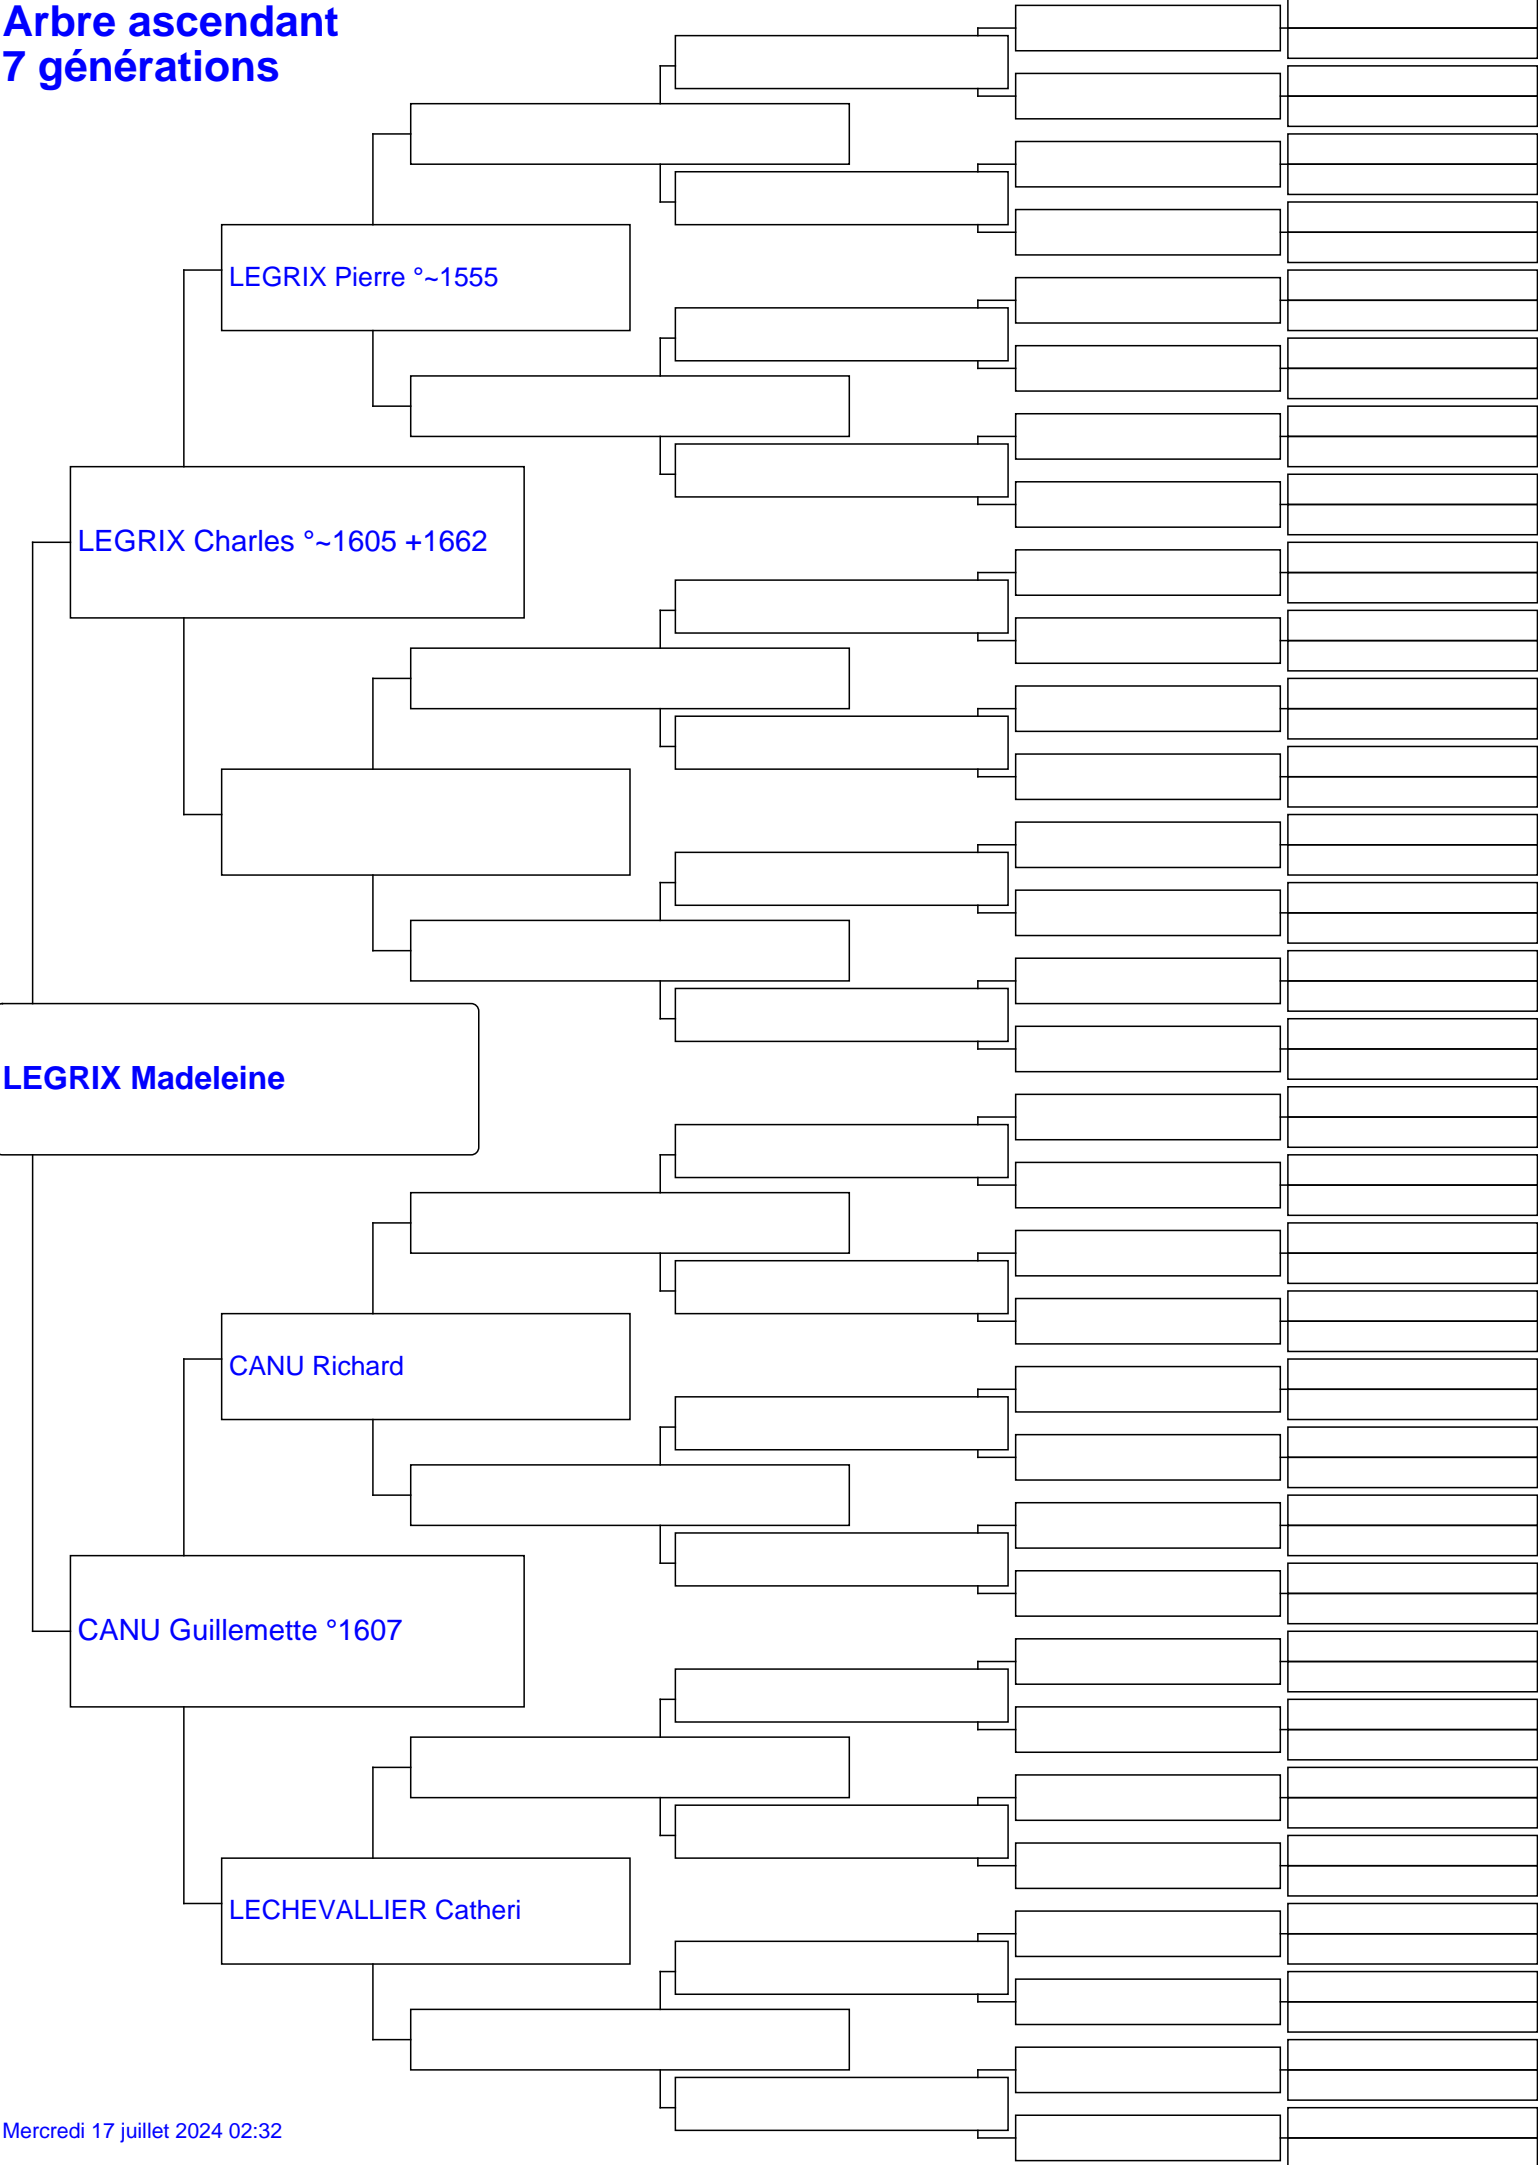 Arbre ascendant
7 générations
LEGRIX Pierre °~1555
LEGRIX Charles °~1605 +1662
LEGRIX Madeleine
CANU Richard
CANU Guillemette °1607
LECHEVALLIER Catheri
Mercredi 17 juillet 2024 02:32